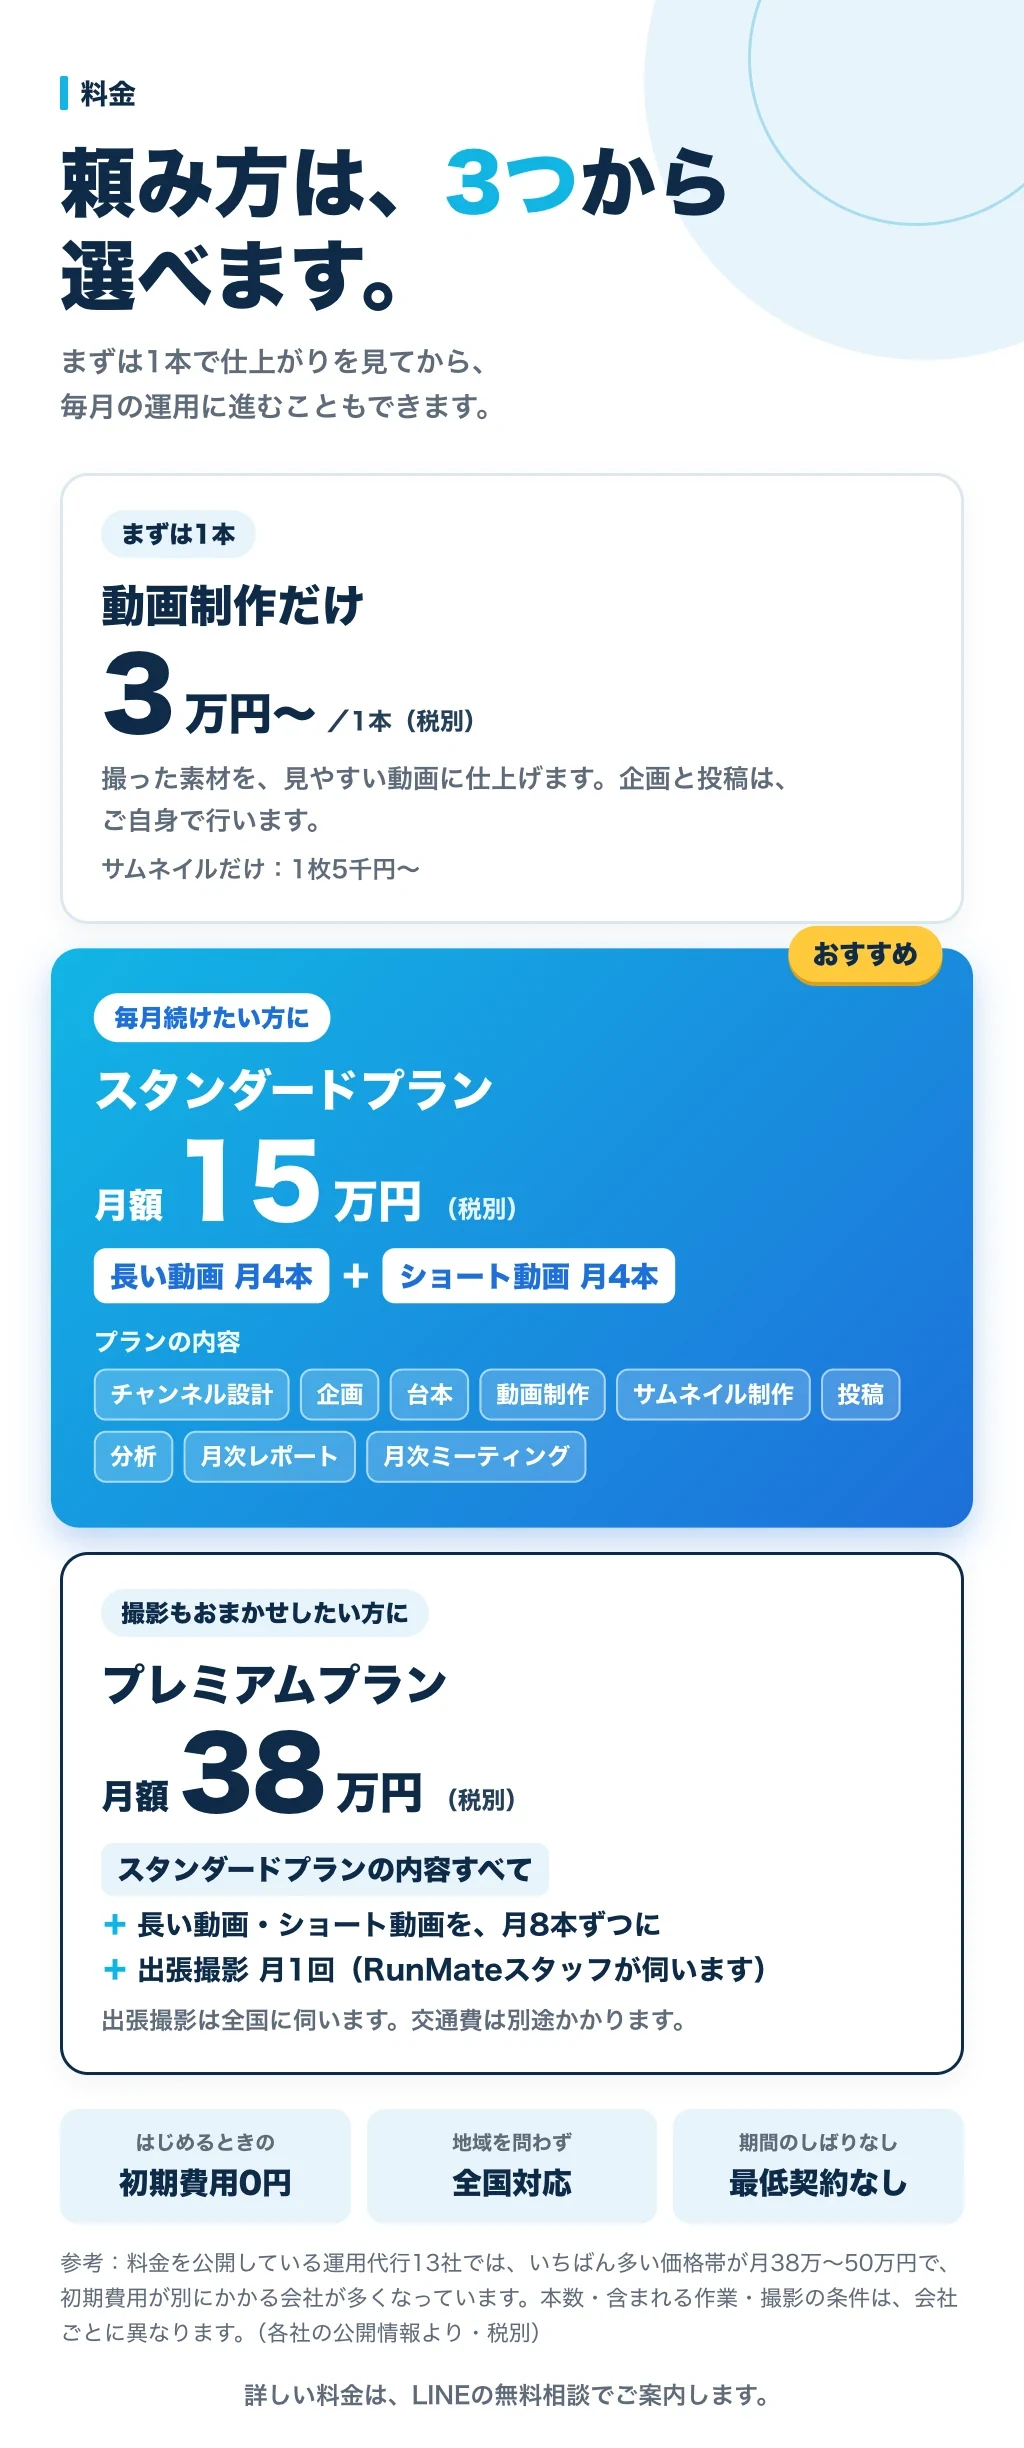 料金
頼み方は、3つから
選べます。
まずは1本で仕上がりを見てから、
毎月の運用に進むこともできます。
まずは1本
動画制作だけ
3万円〜 ／1本（税別）
撮った素材を、見やすい動画に仕上げます。企画と投稿は、
ご自身で行います。
サムネイルだけ：1枚5千円〜
おすすめ
毎月続けたい方に
スタンダードプラン
月額 15 万円 （税別）
長い動画 月4本 + ショート動画 月4本
プランの内容
チャンネル設計 企画 台本 動画制作 サムネイル制作 投稿
分析 月次レポート 月次ミーティング
撮影もおまかせしたい方に
プレミアムプラン
月額 38 万円 （税別）
スタンダードプランの内容すべて
+ 長い動画・ショート動画を、月8本ずつに
+ 出張撮影 月1回（RunMateスタッフが伺います）
出張撮影は全国に伺います。交通費は別途かかります。
はじめるときの
初期費用0円
地域を問わず
全国対応
期間のしばりなし
最低契約なし
参考：料金を公開している運用代行13社では、いちばん多い価格帯が月38万〜50万円で、
初期費用が別にかかる会社が多くなっています。本数・含まれる作業・撮影の条件は、会社
ごとに異なります。（各社の公開情報より・税別）
詳しい料金は、LINEの無料相談でご案内します。